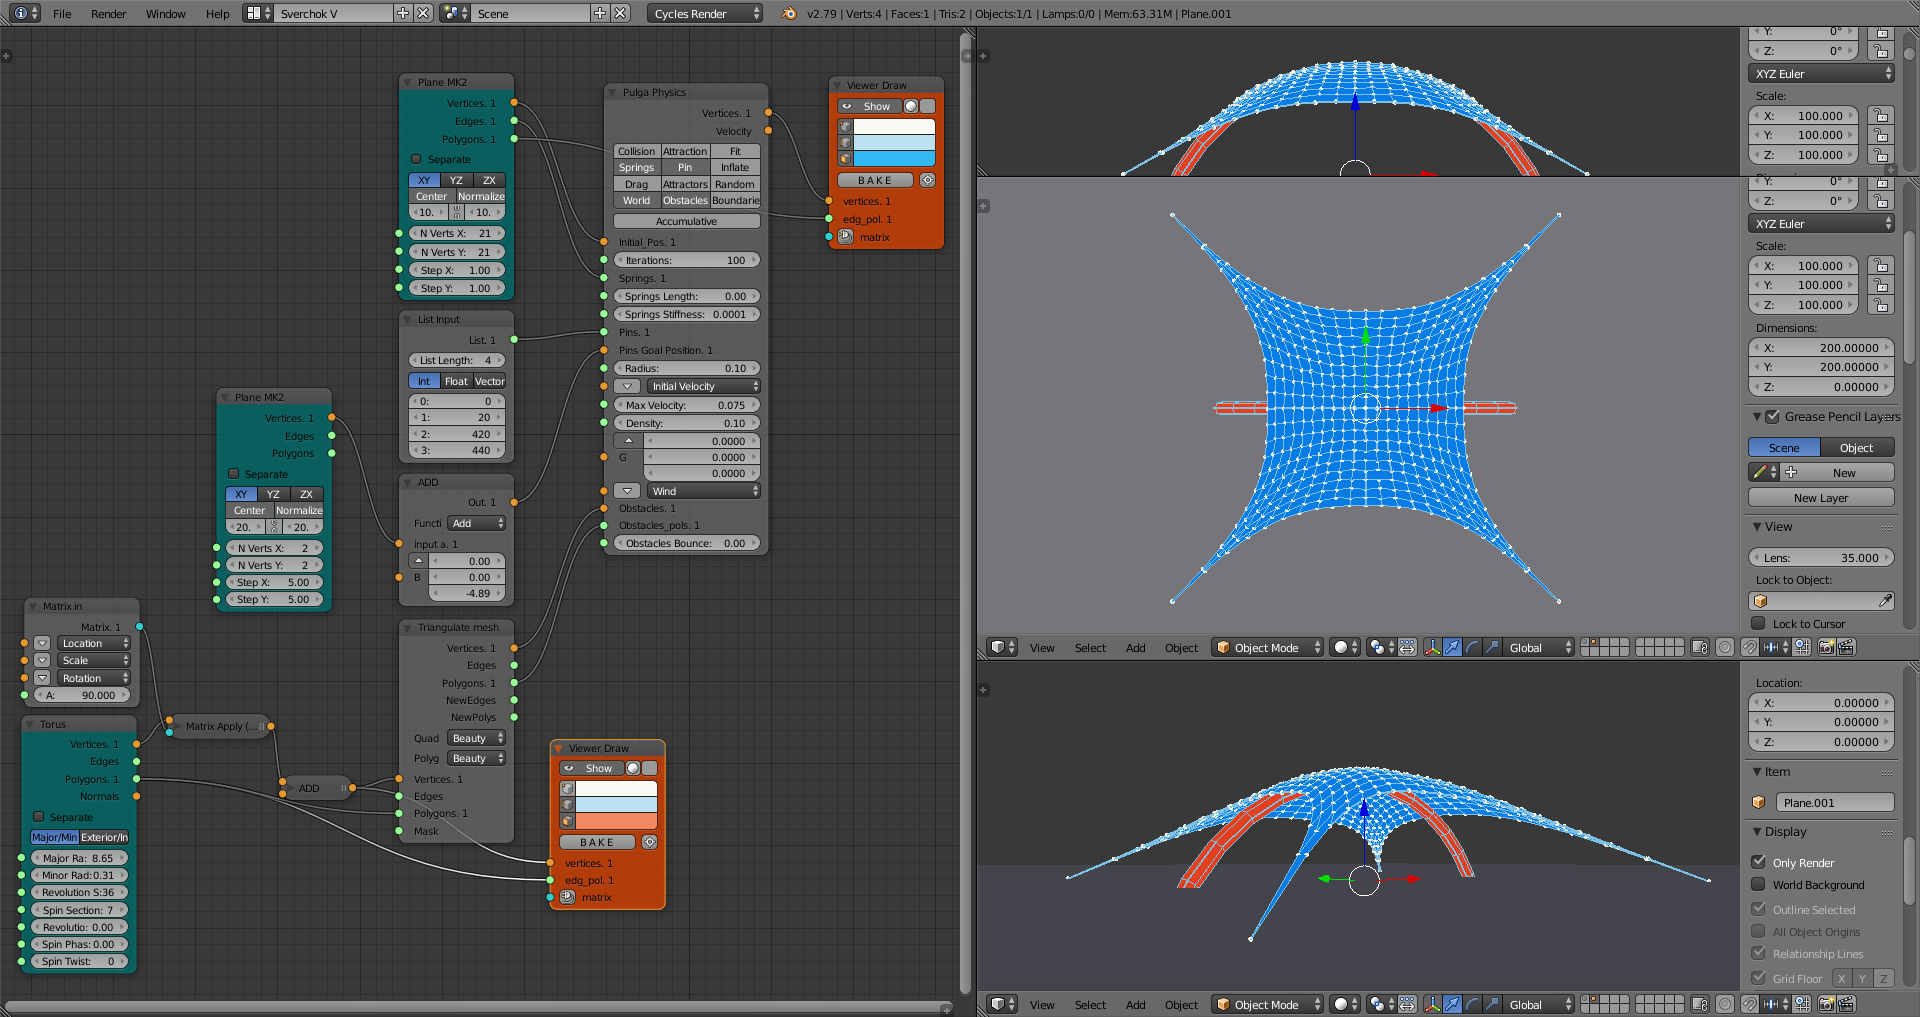 File Render Window Help Sverchok V Scene Cycles Render v2.79 | Verts:4 | Faces:1 | Tris:2 | Objects:1/1 | Lamps:0/0 | Mem:63.31M | Plane.001
Plane MK2
Vertices. 1
Edges. 1
Polygons. 1
Separate
XY YZ ZX
Center Normalize
10. 10.
N Verts X: 21
N Verts Y: 21
Step X: 1.00
Step Y: 1.00
List Input
List. 1
List Length: 4
Int Float Vector
0: 0
1: 20
2: 420
3: 440
Plane MK2
Vertices. 1
Edges
Polygons
Separate
XY YZ ZX
Center Normalize
20. 20.
N Verts X: 2
N Verts Y: 2
Step X: 5.00
Step Y: 5.00
ADD
Out. 1
Functi Add
input a. 1
0.00
B 0.00
-4.89
Matrix in
Matrix. 1
Location
Scale
Rotation
A: 90.000
Torus
Vertices. 1
Edges
Polygons. 1
Normals
Separate
Major/Min Exterior/In
Major Ra: 8.65
Minor Rad: 0.31
Revolution S: 36
Spin Section: 7
Revolutio: 0.00
Spin Phas: 0.00
Spin Twist: 0
Matrix Apply (...
ADD
Triangulate mesh
Vertices. 1
Edges
Polygons. 1
NewEdges
NewPolys
Quad Beauty
Polyg Beauty
Vertices. 1
Edges
Polygons. 1
Mask
Viewer Draw
Show
BAKE
vertices. 1
edg_pol. 1
matrix
Pulga Physics
Vertices. 1
Velocity
Collision Attraction Fit
Springs Pin Inflate
Drag Attractors Random
World Obstacles Boundarie
Accumulative
Initial_Pos. 1
Iterations: 100
Springs. 1
Springs Length: 0.00
Springs Stiffness: 0.0001
Pins. 1
Pins Goal Position. 1
Radius: 0.10
Initial Velocity
Max Velocity: 0.075
Density: 0.10
0.0000
G 0.0000
0.0000
Wind
Obstacles. 1
Obstacles_pols. 1
Obstacles Bounce: 0.00
Viewer Draw
Show
BAKE
vertices. 1
edg_pol. 1
matrix
Y: 0°
Z: 0°
XYZ Euler
Scale:
X: 100.000
Y: 100.000
Z: 100.000
Y: 0°
Z: 0°
XYZ Euler
Scale:
X: 100.000
Y: 100.000
Z: 100.000
Dimensions:
X: 200.00000
Y: 200.00000
Z: 0.00000
Grease Pencil Layers
Scene Object
New
New Layer
View
Lens: 35.000
Lock to Object:
Lock to Cursor
View Select Add Object Object Mode Global
Location:
X: 0.00000
Y: 0.00000
Z: 0.00000
Item
Plane.001
Display
Only Render
World Background
Outline Selected
All Object Origins
Relationship Lines
Grid Floor X Y Z
View Select Add Object Object Mode Global